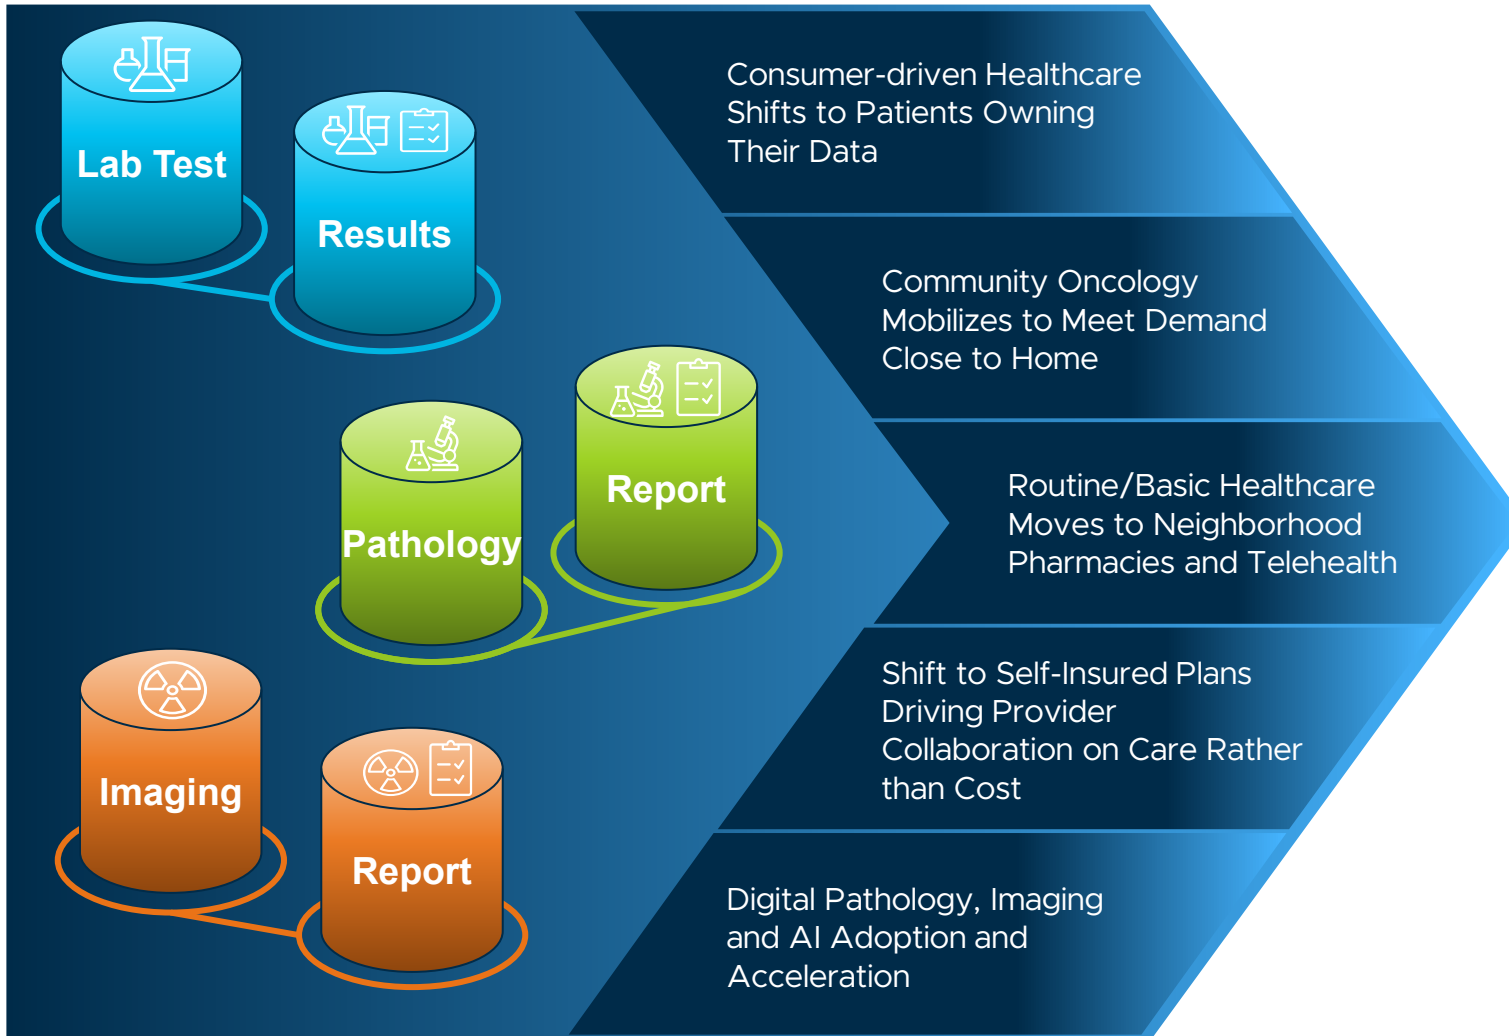 Lab Test
Results
Pathology
Report
Imaging
Report
Consumer-driven Healthcare
Shifts to Patients Owning
Their Data
Community Oncology
Mobilizes to Meet Demand
Close to Home
Routine/Basic Healthcare
Moves to Neighborhood
Pharmacies and Telehealth
Shift to Self-Insured Plans
Driving Provider
Collaboration on Care Rather
than Cost
Digital Pathology, Imaging
and AI Adoption and
Acceleration